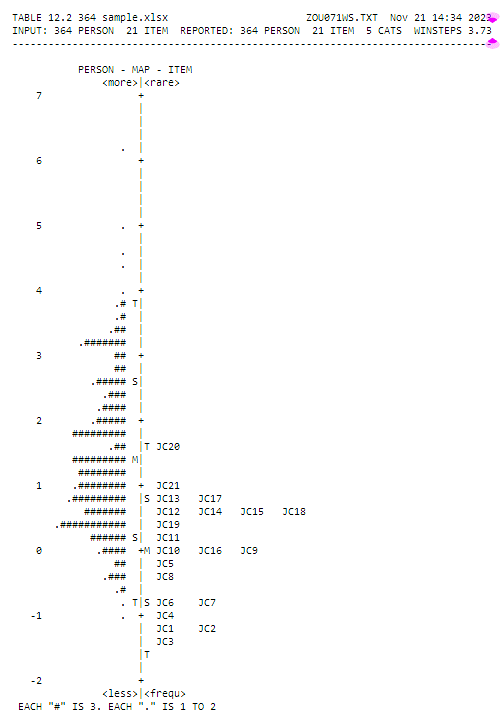 TABLE 12.2 364 sample.xlsx                       ZOU071WS.TXT  Nov 21 14:34 2023
INPUT: 364 PERSON  21 ITEM  REPORTED: 364 PERSON  21 ITEM  5 CATS  WINSTEPS 3.73
--------------------------------------------------------------------------------
           PERSON - MAP - ITEM
               <more>|<rare>
    7                +
                     |
                     |
                     |
                  .  |
    6                +
                     |
                     |
                     |
                     |
    5             .  +
                     |
                  .  |
                  .  |
                     |
    4             .  +
                 .# T|
                 .#  |
                .##  |
           .#######  |
    3            ##  +
                 ##  |
             .##### S|
               .###  |
              .####  |
    2        .#####  +
          #########  |
                .##  |T JC20
          ######### M|
           ########  |
    1     .########  +  JC21
         .#########  |S JC13   JC17
            #######  |  JC12   JC14   JC15   JC18
       .###########  |  JC19
             ###### S|  JC11
    0         .####  +M JC10   JC16   JC9
                 ##  |  JC5
               .###  |  JC8
                 .#  |
                  . T|S JC6    JC7
   -1             .  +  JC4
                     |  JC1    JC2
                     |  JC3
                     |T
                     |
   -2                +
               <less>|<frequ>
 EACH "#" IS 3. EACH "." IS 1 TO 2